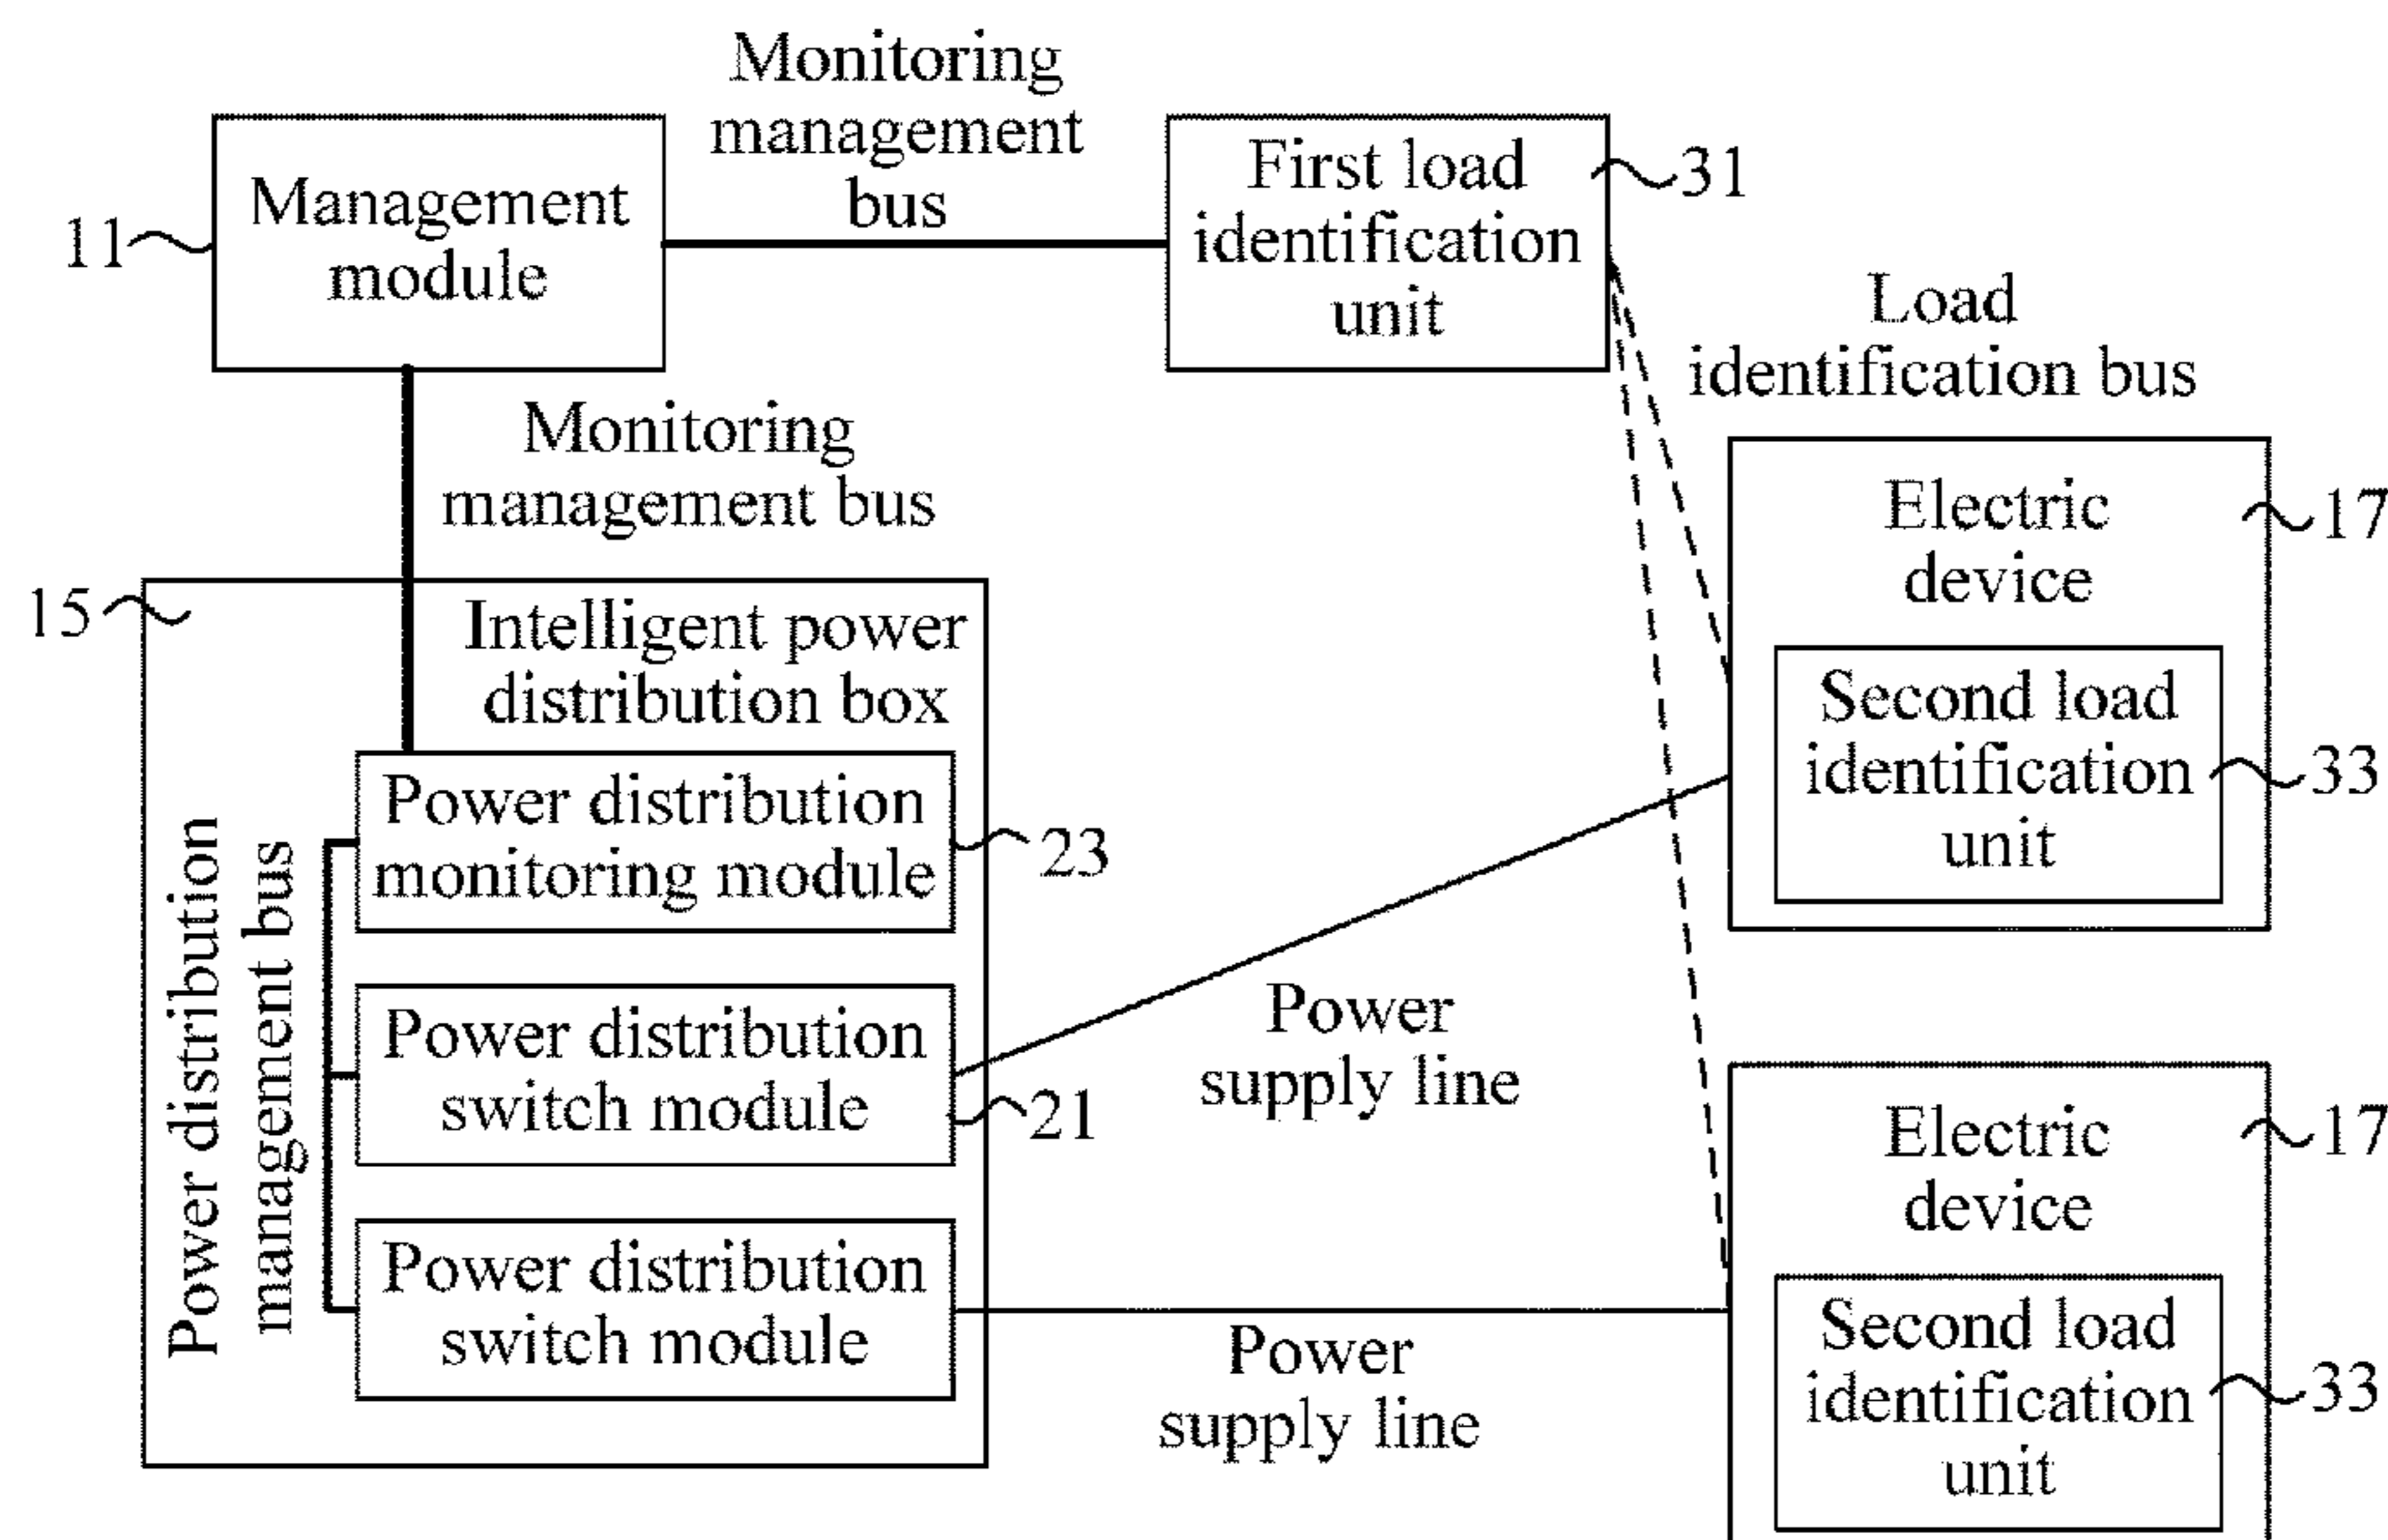 Monitoring
management
bus
Management
module
11
First load
identification
unit
31
Load
identification bus
Monitoring
management bus
Electric
device
17
Second load
identification
unit
33
15
Intelligent power
distribution box
Power distribution
management bus
Power distribution
monitoring module
23
Power distribution
switch module
21
Power
supply line
Power distribution
switch module
Power
supply line
Electric
device
17
Second load
identification
unit
33